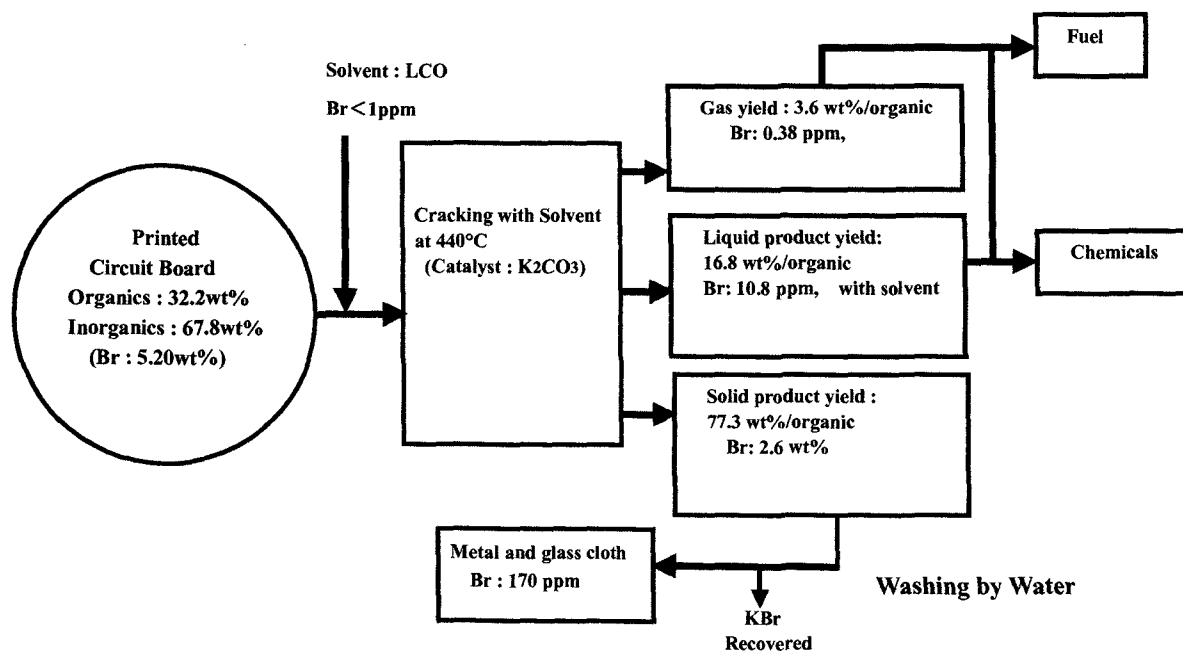 Solvent : LCO
Br<1ppm
Printed
Circuit Board
Organics : 32.2wt%
Inorganics : 67.8wt%
(Br : 5.20wt%)
Cracking with Solvent
at 440°C
(Catalyst : K2CO3)
Gas yield : 3.6 wt%/organic
Br: 0.38 ppm,
Liquid product yield:
16.8 wt%/organic
Br: 10.8 ppm, with solvent
Solid product yield :
77.3 wt%/organic
Br: 2.6 wt%
Fuel
Chemicals
Metal and glass cloth
Br : 170 ppm
KBr
Recovered
Washing by Water